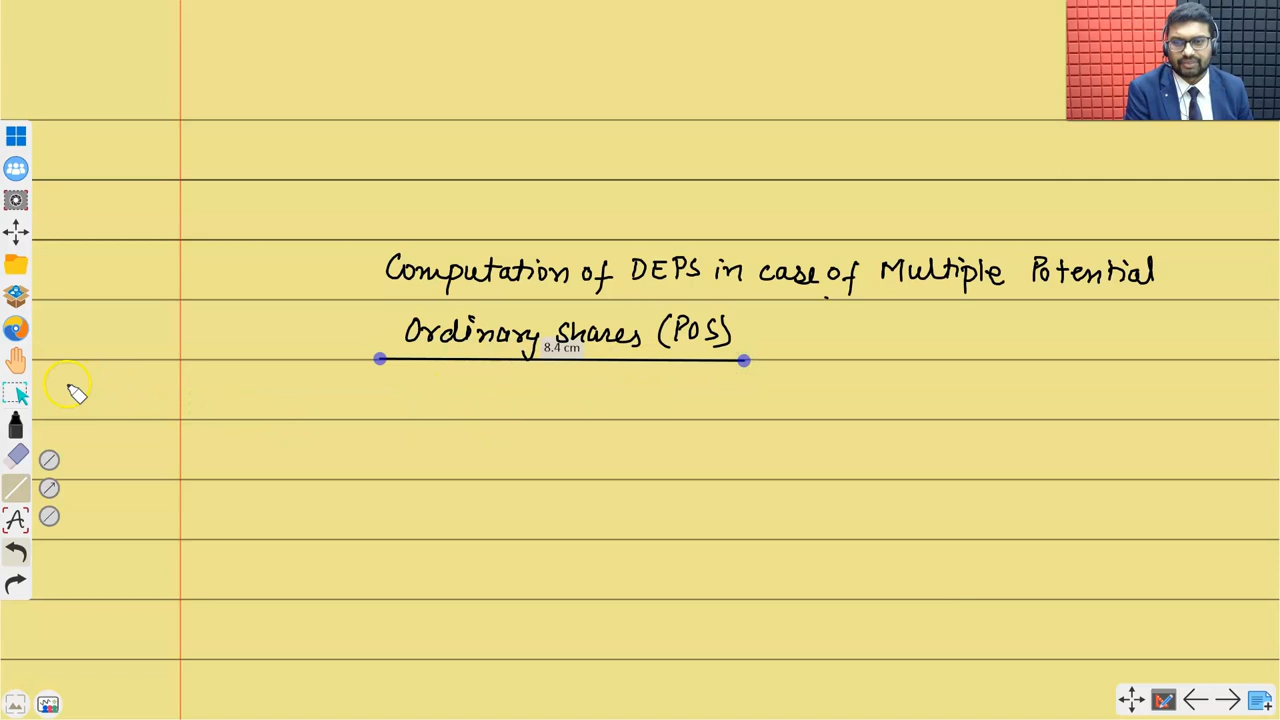 Computation of DEPS in case of Multiple Potential
Ordinary shares (POS)
8.4 cm